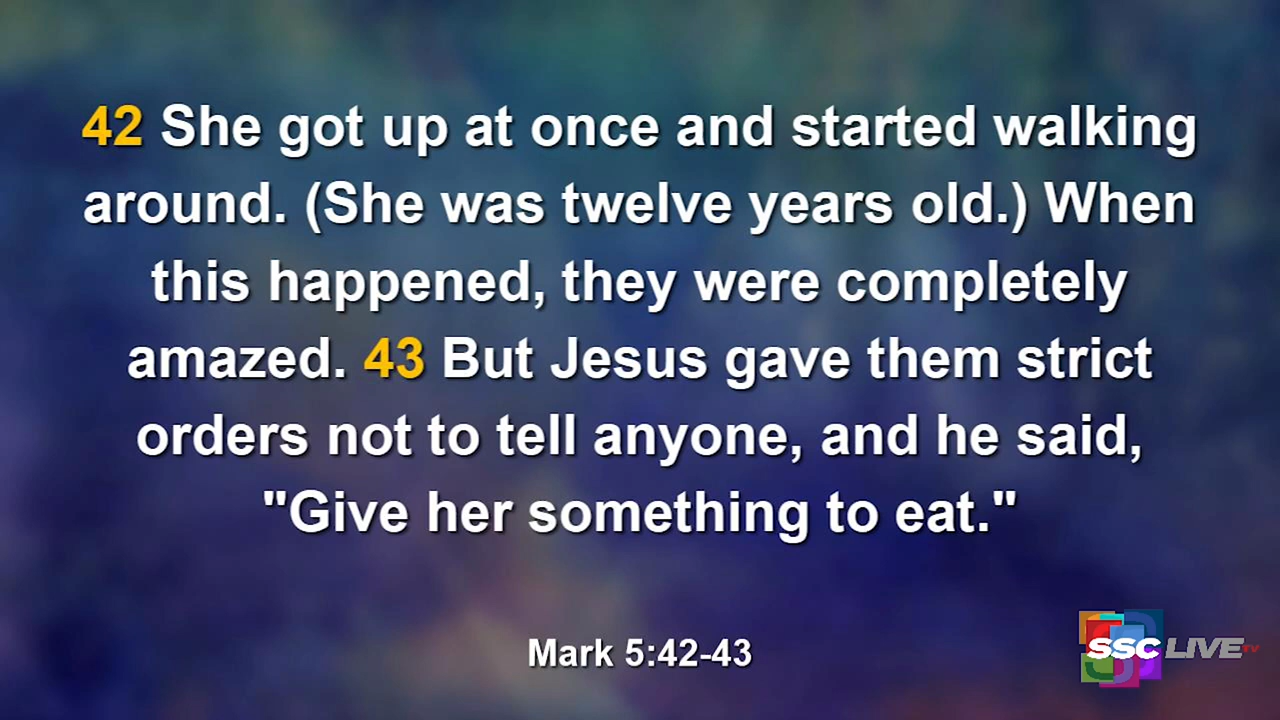 42 She got up at once and started walking
around. (She was twelve years old.) When
this happened, they were completely
amazed. 43 But Jesus gave them strict
orders not to tell anyone, and he said,
"Give her something to eat."
Mark 5:42-43
SSC LIVE TV